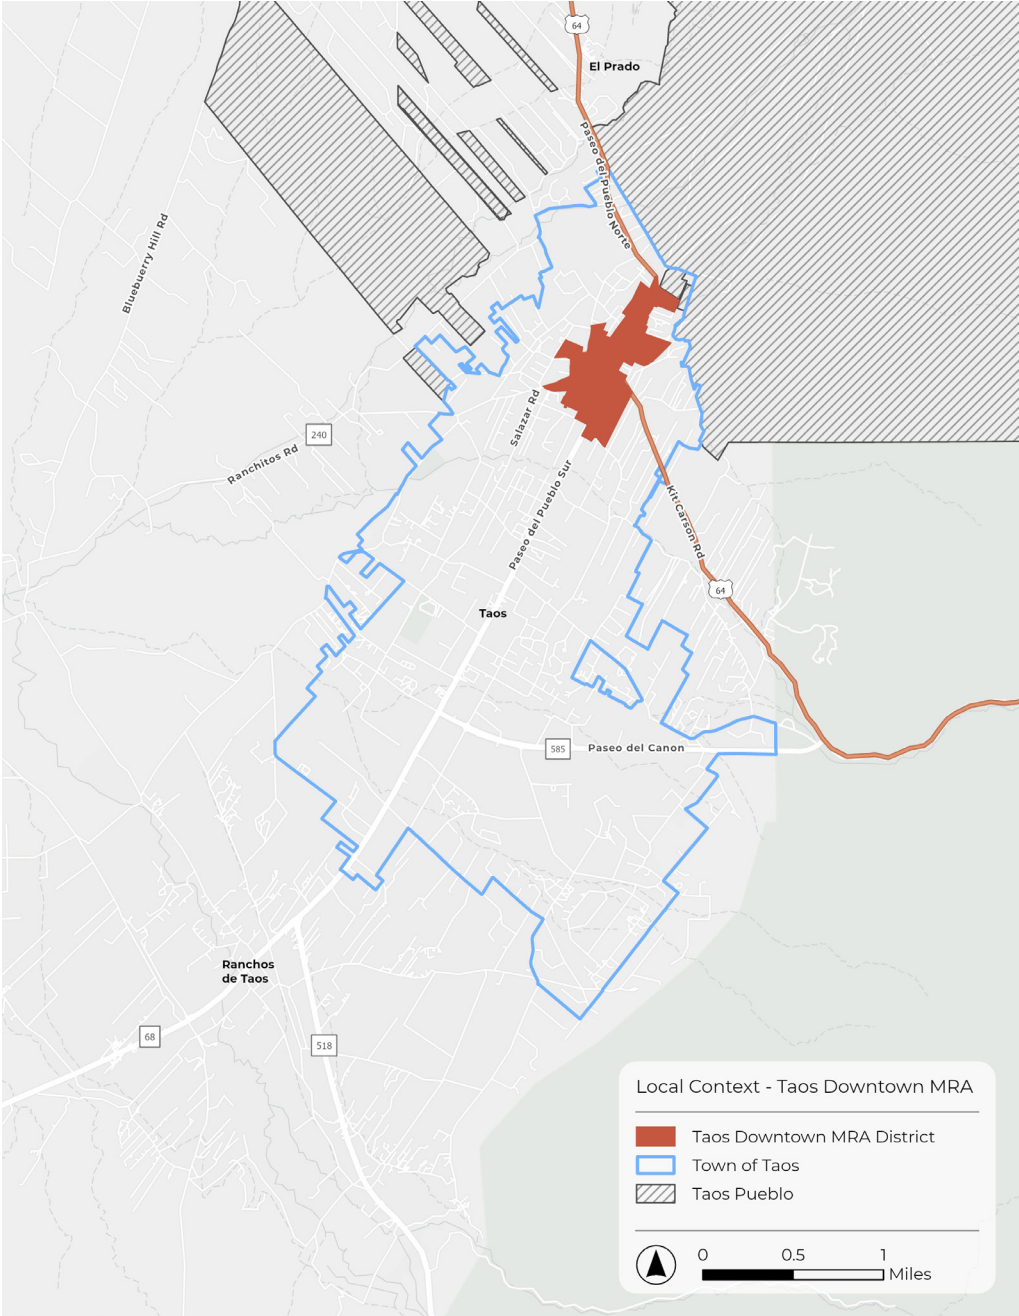 64
El Prado
Paseo del Pueblo Norte
Bluebuerry Hill Rd
Salazar Rd
240
Ranchitos Rd
Paseo del Pueblo Sur
Kit Carson Rd
64
Taos
585
Paseo del Canon
Ranchos
de Taos
68
518
Local Context - Taos Downtown MRA
Taos Downtown MRA District
Town of Taos
Taos Pueblo
0 0.5 1
Miles